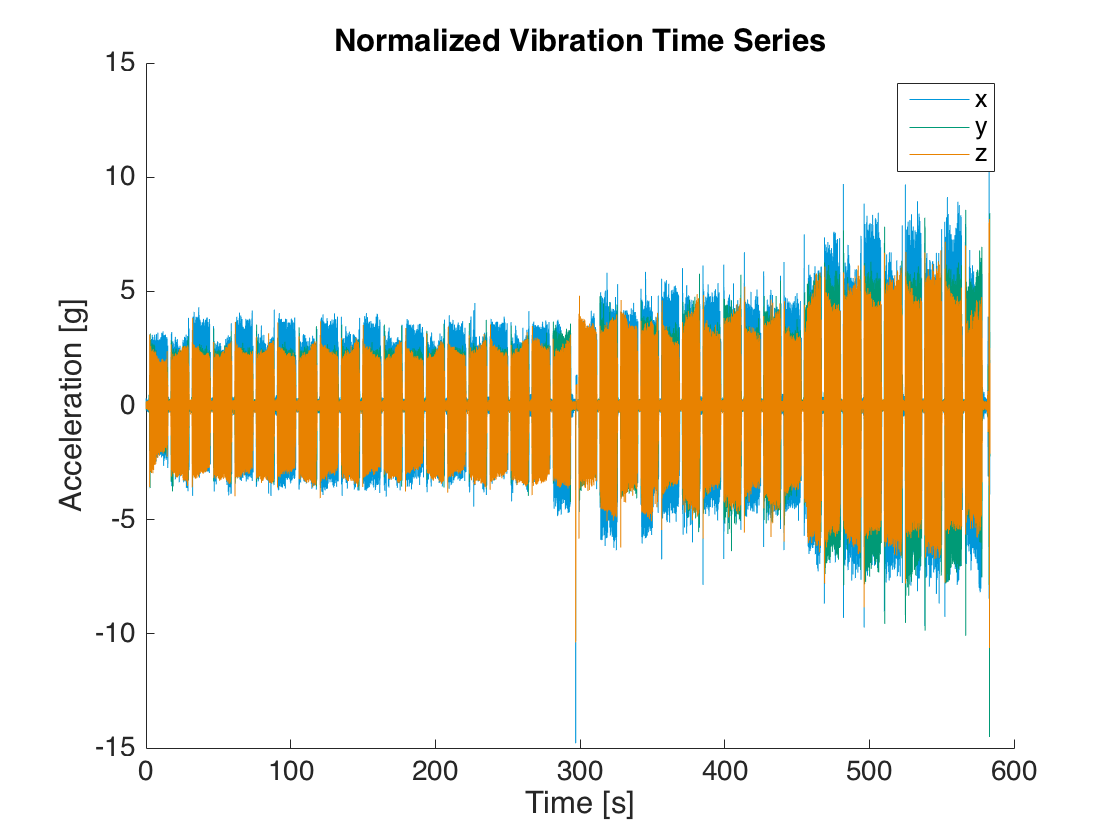 Normalized Vibration Time Series
15
10
5
0
-5
-10
-15
Acceleration [g]
x
y
z
0 100 200 300 400 500 600
Time [s]